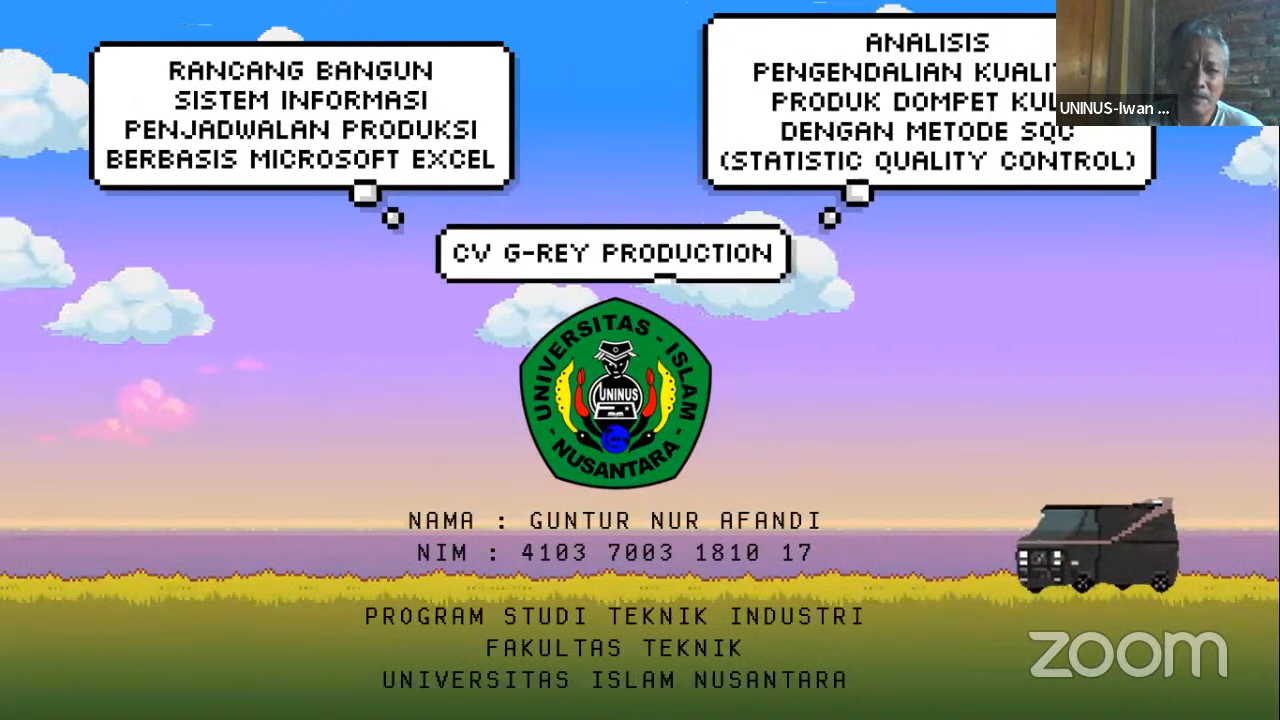 RANCANG BANGUN
SISTEM INFORMASI
PENJADWALAN PRODUKSI
BERBASIS MICROSOFT EXCEL
ANALISIS
PENGENDALIAN
PRODUK DOMPET
DENGAN METODE SQC
(STATISTIC QUALITY CONTROL)
UNINUS-Iwan ...
CV G-REY PRODUCTION
UNIVERSITAS - ISLAM - NUSANTARA -
UNINUS
NAMA : GUNTUR NUR AFANDI
NIM : 4103 7003 1810 17
PROGRAM STUDI TEKNIK INDUSTRI
FAKULTAS TEKNIK
UNIVERSITAS ISLAM NUSANTARA
zoom